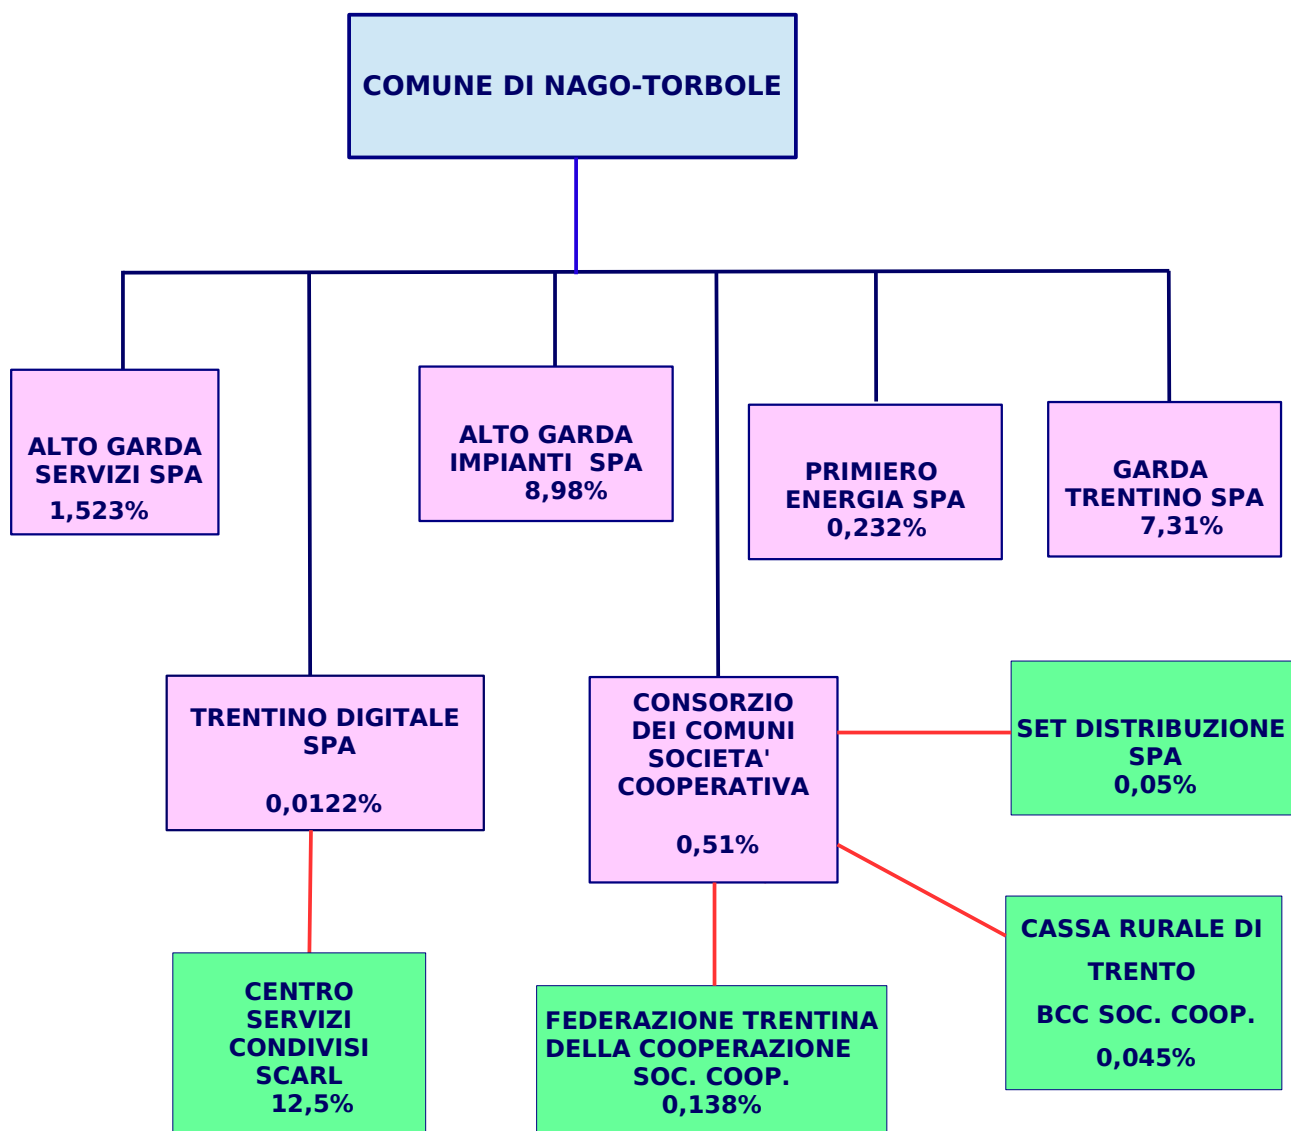 COMUNE DI NAGO-TORBOLE
ALTO GARDA
SERVIZI SPA
1,523%
ALTO GARDA
IMPIANTI SPA
8,98%
PRIMIERO
ENERGIA SPA
0,232%
GARDA
TRENTINO SPA
7,31%
TRENTINO DIGITALE
SPA
0,0122%
CONSORZIO
DEI COMUNI
SOCIETA'
COOPERATIVA
0,51%
SET DISTRIBUZIONE
SPA
0,05%
CENTRO
SERVIZI
CONDIVISI
SCARL
12,5%
FEDERAZIONE TRENTINA
DELLA COOPERAZIONE
SOC. COOP.
0,138%
CASSA RURALE DI
TRENTO
BCC SOC. COOP.
0,045%